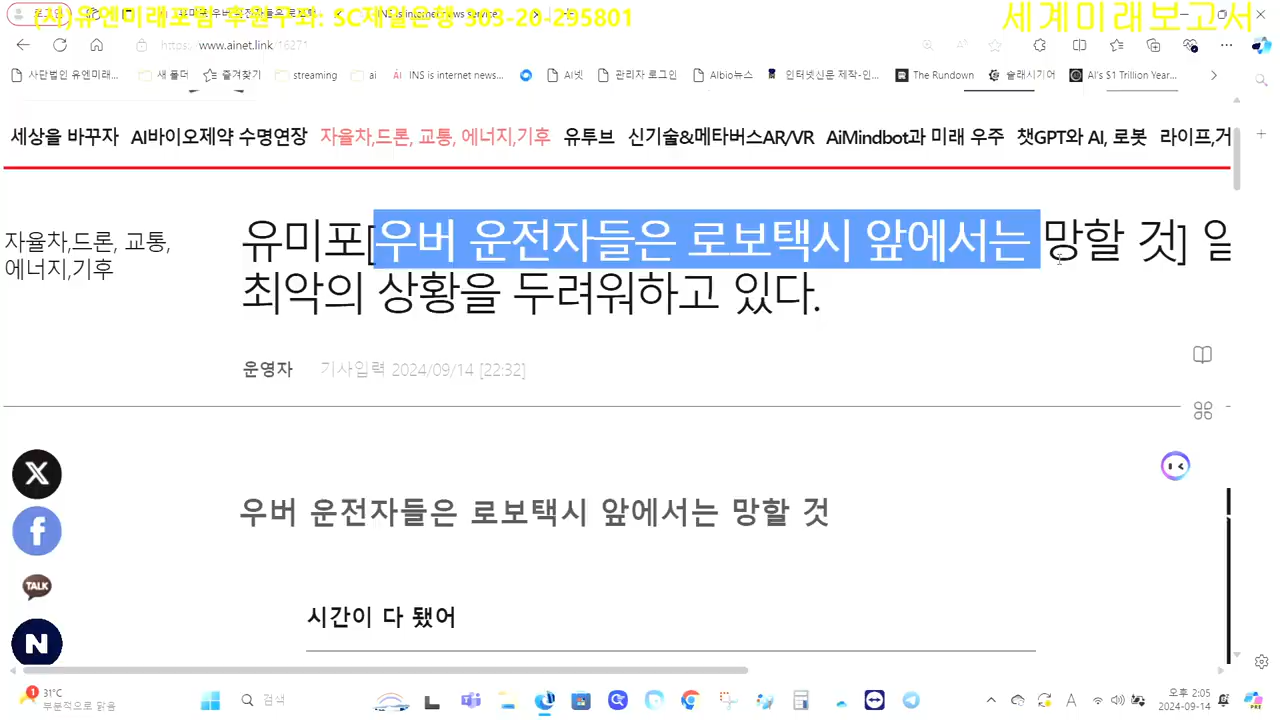 (사)유엔미래포럼 후원구좌: SC제일은행 103-20-295801
세계미래보고서
INS is internet news service
https://www.ainet.link/16271
사단법인 유엔미래...
새 폴더
즐겨찾기
streaming
ai
INS is internet news...
AI넷
관리자 로그인
AIbio뉴스
인터넷신문 제작-인...
The Rundown
술래시기어
AI's $1 Trillion Year...
세상을 바꾸자 AI바이오제약 수명연장 자율차,드론, 교통, 에너지,기후 유투브 신기술&메타버스AR/VR AiMindbot과 미래 우주 챗GPT와 AI, 로봇 라이프,거
자율차,드론, 교통,
에너지,기후
유미포[우버 운전자들은 로보택시 앞에서는 망할 것]
최악의 상황을 두려워하고 있다.
운영자 기사입력 2024/09/14 [22:32]
우버 운전자들은 로보택시 앞에서는 망할 것
시간이 다 됐어
X
f
TALK
N
1
31°C
부분적으로 맑음
검색
A
오후 2:05
2024-09-14
PRE